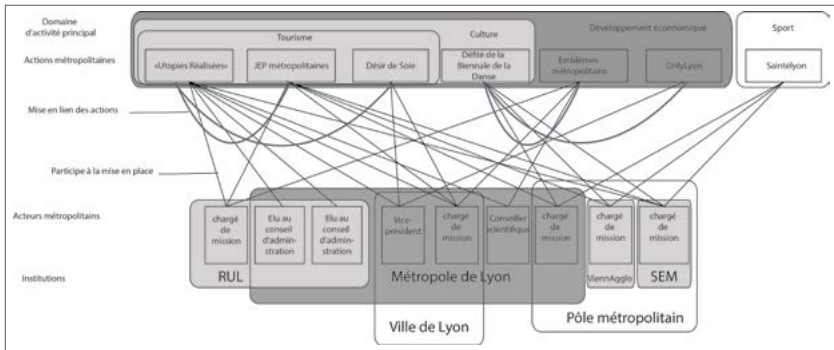 Domaine
d'activité principal
Culture
Développement économique
Sport
Tourisme
Actions métropolitaines
«Utopies Réalisées»
JEP métropolitaines
Désir de Soie
Défilé de la
Biennale de la
Danse
Emblèmes
métropolitains
OnlyLyon
Saintélyon
Mise en lien des actions
Participe à la mise en place
Acteurs métropolitains
chargé
de
mission
Elu au
conseil
d'admin-
stration
Elu au
conseil
d'admin-
stration
Vice-
président
chargé
de
mission
Conseiller
scientifique
chargé
de
mission
chargé
de
mission
chargé
de
mission
Institutions
RUL
Métropole de Lyon
ViennAgglo
SEM
Ville de Lyon
Pôle métropolitain